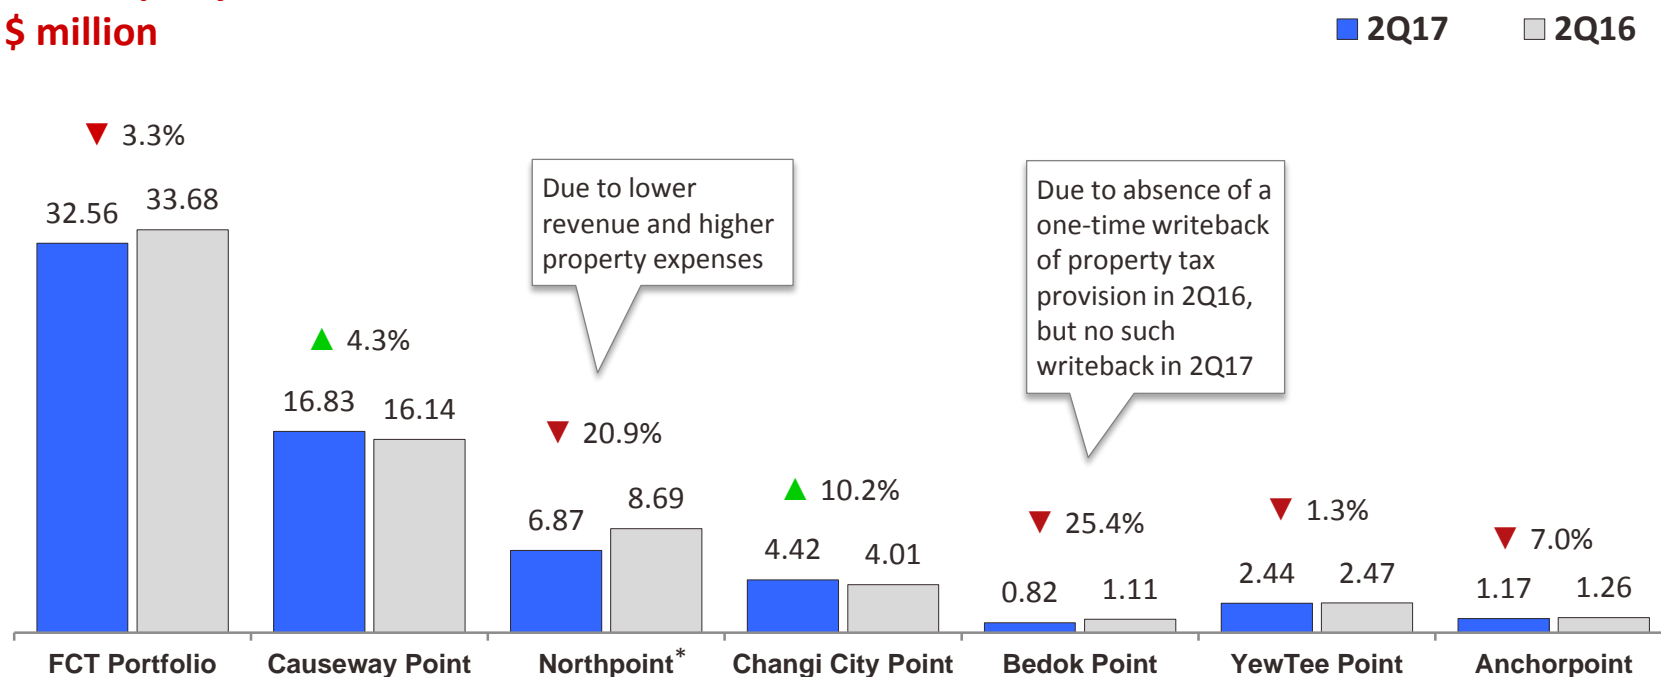 $ million
2Q17
2Q16
▼ 3.3%
32.56
33.68
▲ 4.3%
16.83
16.14
Due to lower
revenue and higher
property expenses
▼ 20.9%
6.87
8.69
▲ 10.2%
4.42
4.01
Due to absence of a
one-time writeback
of property tax
provision in 2Q16,
but no such
writeback in 2Q17
▼ 25.4%
0.82
1.11
▼ 1.3%
2.44
2.47
▼ 7.0%
1.17
1.26
FCT Portfolio
Causeway Point
Northpoint*
Changi City Point
Bedok Point
YewTee Point
Anchorpoint